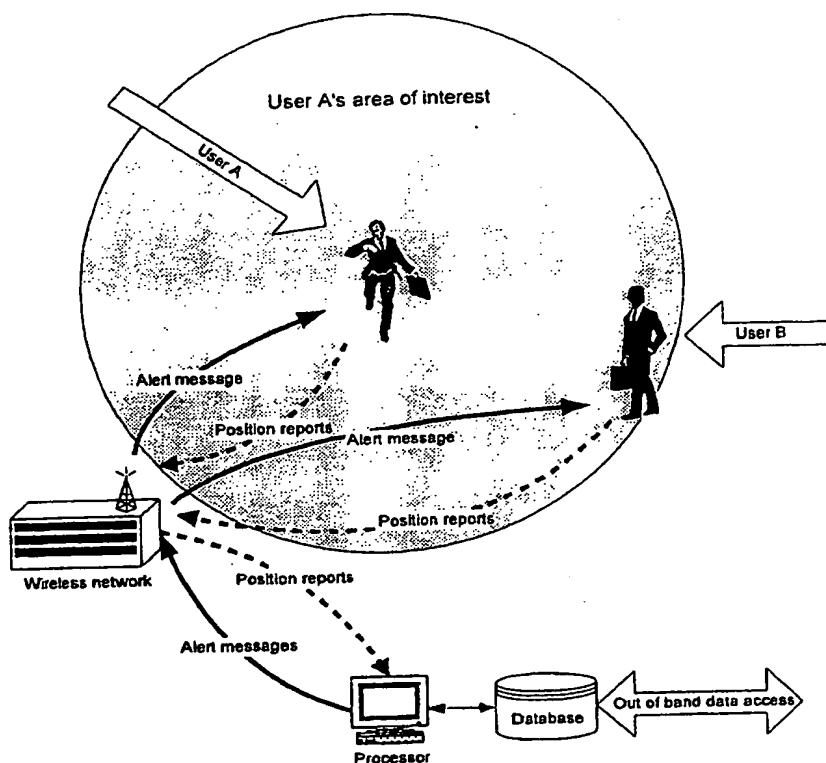 User A's area of interest
User A
User B
Alert message
Position reports
Alert message
Position reports
Wireless network
Position reports
Alert messages
Out of band data access
Database
Processor